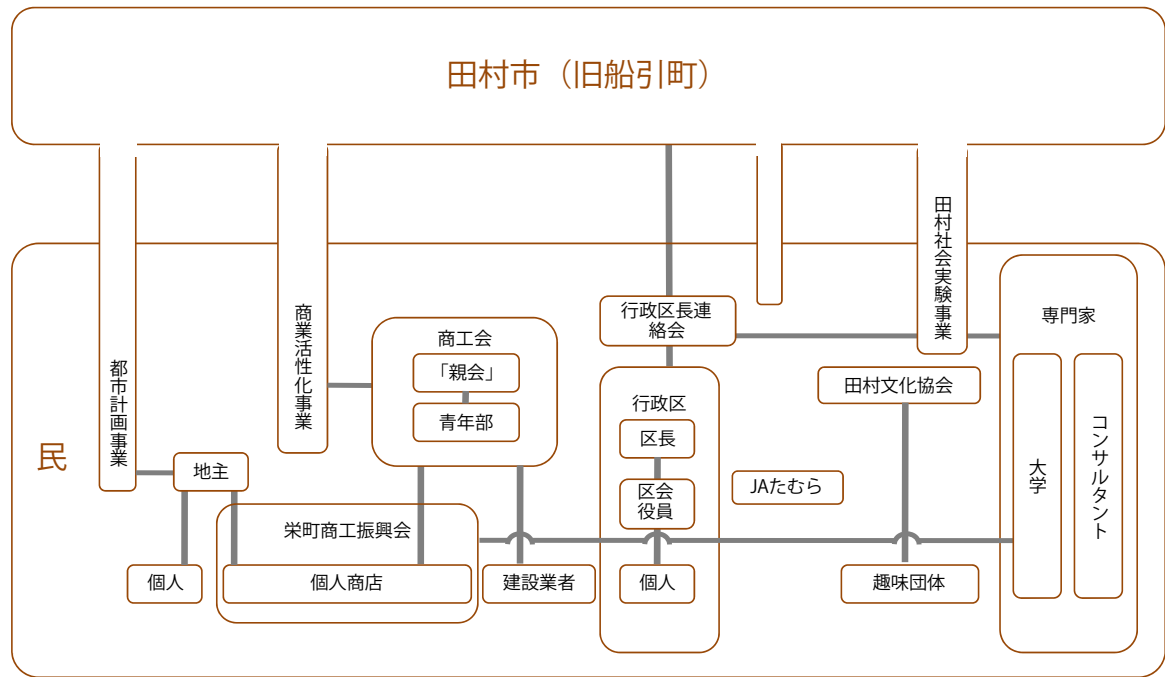 田村市（旧船引町）
民
都市計画事業
商業活性化事業
田村社会実験事業
行政区長連
絡会
専門家
商工会
「親会」
青年部
行政区
区長
区会
役員
個人
田村文化協会
JAたむら
地主
栄町商工振興会
個人
個人商店
建設業者
趣味団体
大学
コンサルタント